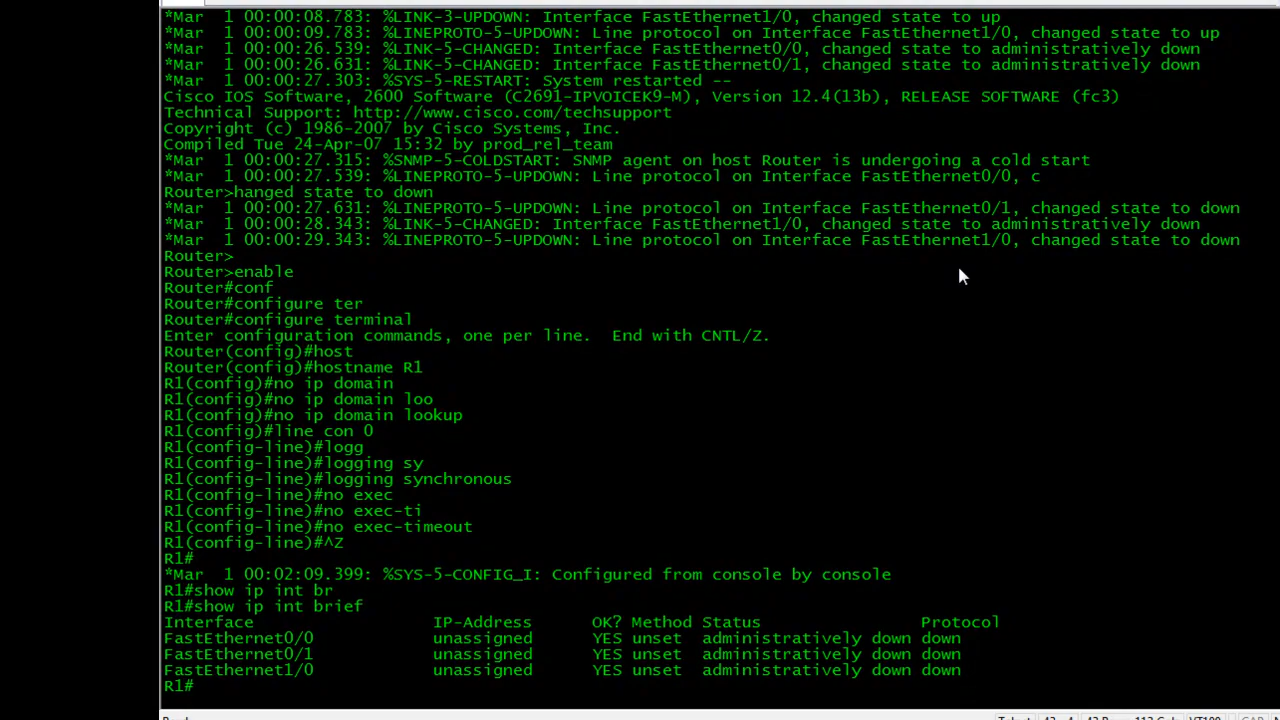 *Mar  1 00:00:08.783: %LINK-3-UPDOWN: Interface FastEthernet1/0, changed state to up
*Mar  1 00:00:09.783: %LINEPROTO-5-UPDOWN: Line protocol on Interface FastEthernet1/0, changed state to up
*Mar  1 00:00:26.539: %LINK-5-CHANGED: Interface FastEthernet0/0, changed state to administratively down
*Mar  1 00:00:26.631: %LINK-5-CHANGED: Interface FastEthernet0/1, changed state to administratively down
*Mar  1 00:00:27.303: %SYS-5-RESTART: System restarted --
Cisco IOS Software, 2600 Software (C2691-IPVOICEK9-M), Version 12.4(13b), RELEASE SOFTWARE (fc3)
Technical Support: http://www.cisco.com/techsupport
Copyright (c) 1986-2007 by Cisco Systems, Inc.
Compiled Tue 24-Apr-07 15:32 by prod_rel_team
*Mar  1 00:00:27.315: %SNMP-5-COLDSTART: SNMP agent on host Router is undergoing a cold start
*Mar  1 00:00:27.539: %LINEPROTO-5-UPDOWN: Line protocol on Interface FastEthernet0/0, c
Router>hanged state to down
*Mar  1 00:00:27.631: %LINEPROTO-5-UPDOWN: Line protocol on Interface FastEthernet0/1, changed state to down
*Mar  1 00:00:28.343: %LINK-5-CHANGED: Interface FastEthernet1/0, changed state to administratively down
*Mar  1 00:00:29.343: %LINEPROTO-5-UPDOWN: Line protocol on Interface FastEthernet1/0, changed state to down
Router>
Router>enable
Router#conf
Router#configure ter
Router#configure terminal
Enter configuration commands, one per line.  End with CNTL/Z.
Router(config)#host
Router(config)#hostname R1
R1(config)#no ip domain
R1(config)#no ip domain loo
R1(config)#no ip domain lookup
R1(config)#line con 0
R1(config-line)#logg
R1(config-line)#logging sy
R1(config-line)#logging synchronous
R1(config-line)#no exec
R1(config-line)#no exec-ti
R1(config-line)#no exec-timeout
R1(config-line)#^Z
R1#
*Mar  1 00:02:09.399: %SYS-5-CONFIG_I: Configured from console by console
R1#show ip int br
R1#show ip int brief
Interface                  IP-Address      OK? Method Status                Protocol
FastEthernet0/0            unassigned      YES unset  administratively down down
FastEthernet0/1            unassigned      YES unset  administratively down down
FastEthernet1/0            unassigned      YES unset  administratively down down
R1#